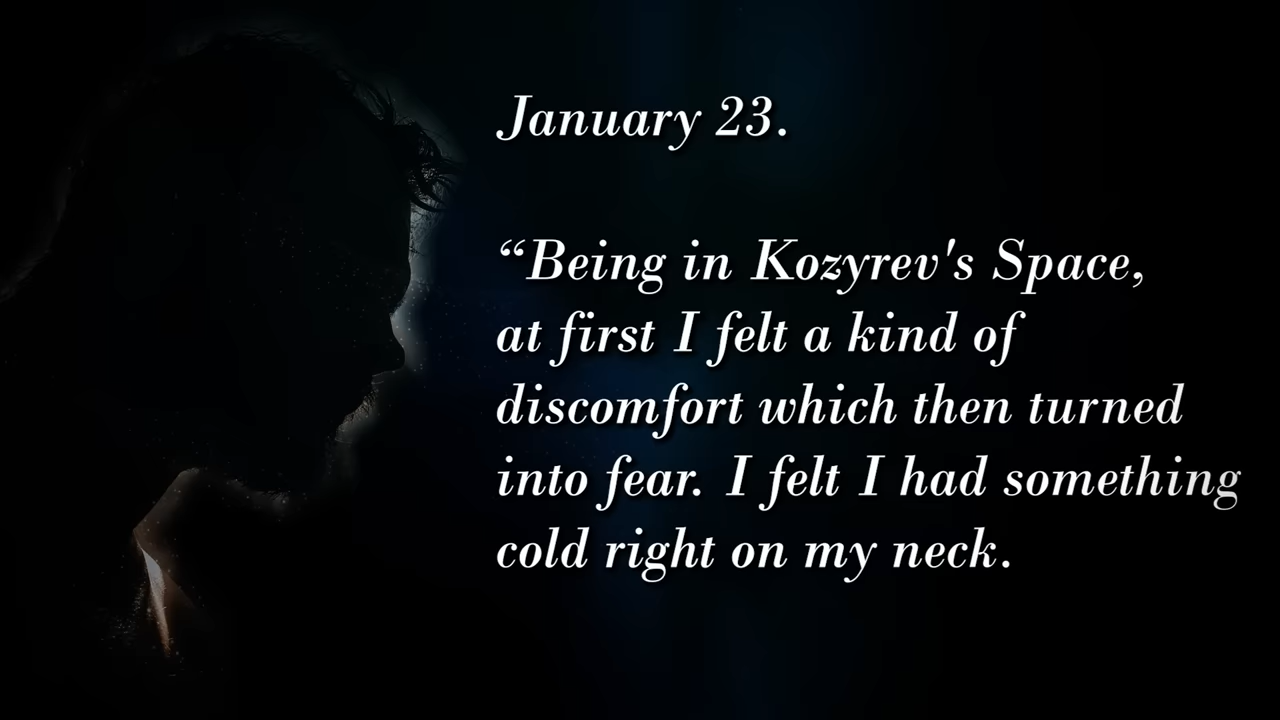 January 23.
“Being in Kozyrev's Space,
at first I felt a kind of
discomfort which then turned
into fear. I felt I had something
cold right on my neck.